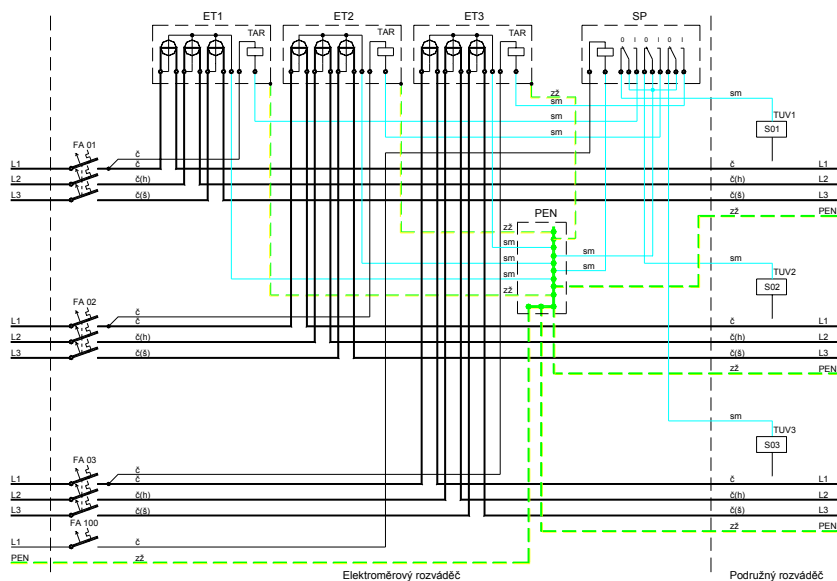 ET1 ET2 ET3 SP
TAR TAR TAR 0 I 0 I 0 I
zž sm
sm
sm TUV1
sm S01
FA 01 č
L1 č č L1
L2 č(h) č(h) L2
L3 č(š) č(š) L3
PEN zž PEN
zž
sm sm
sm sm sm TUV2
sm S02
zž
FA 02 č
L1 č č L1
L2 č(h) č(h) L2
L3 č(š) č(š) L3
zž PEN
sm TUV3
S03
FA 03 č
L1 č č L1
L2 č(h) č(h) L2
L3 č(š) č(š) L3
FA 100 zž PEN
L1 č
PEN zž
Elektroměrový rozváděč Podružný rozváděč